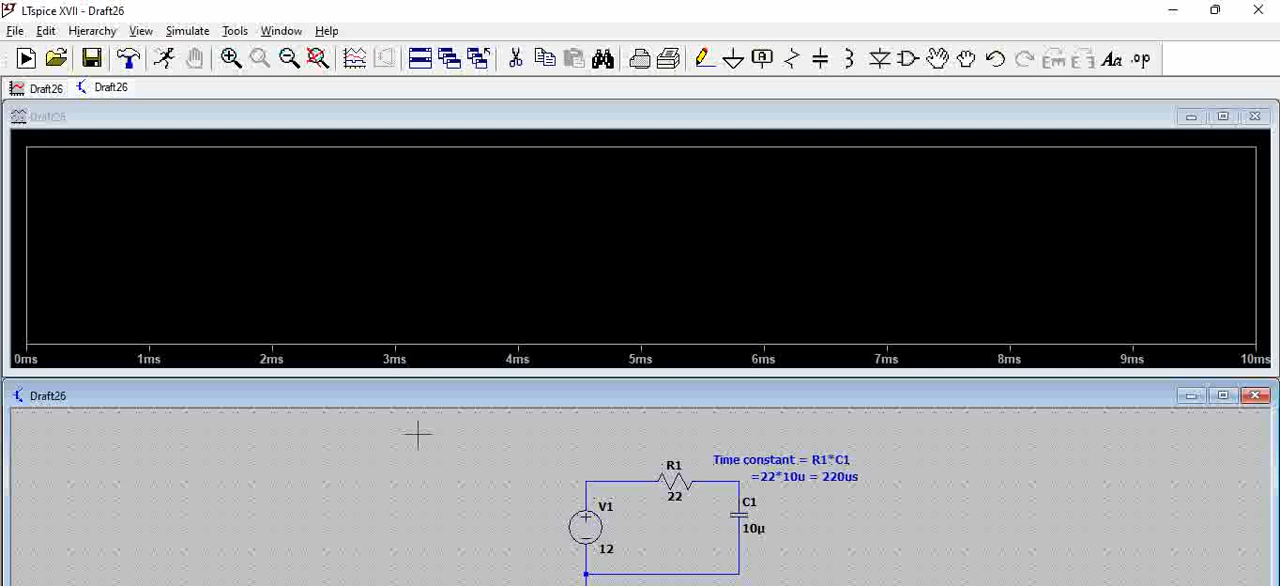 LTspice XVII - Draft26
File Edit Hierarchy View Simulate Tools Window Help
Aa .op
Draft26 Draft26
Draft26
0ms 1ms 2ms 3ms 4ms 5ms 6ms 7ms 8ms 9ms 10ms
Draft26
R1
22
Time constant = R1*C1
=22*10u = 220us
V1
12
C1
10µ